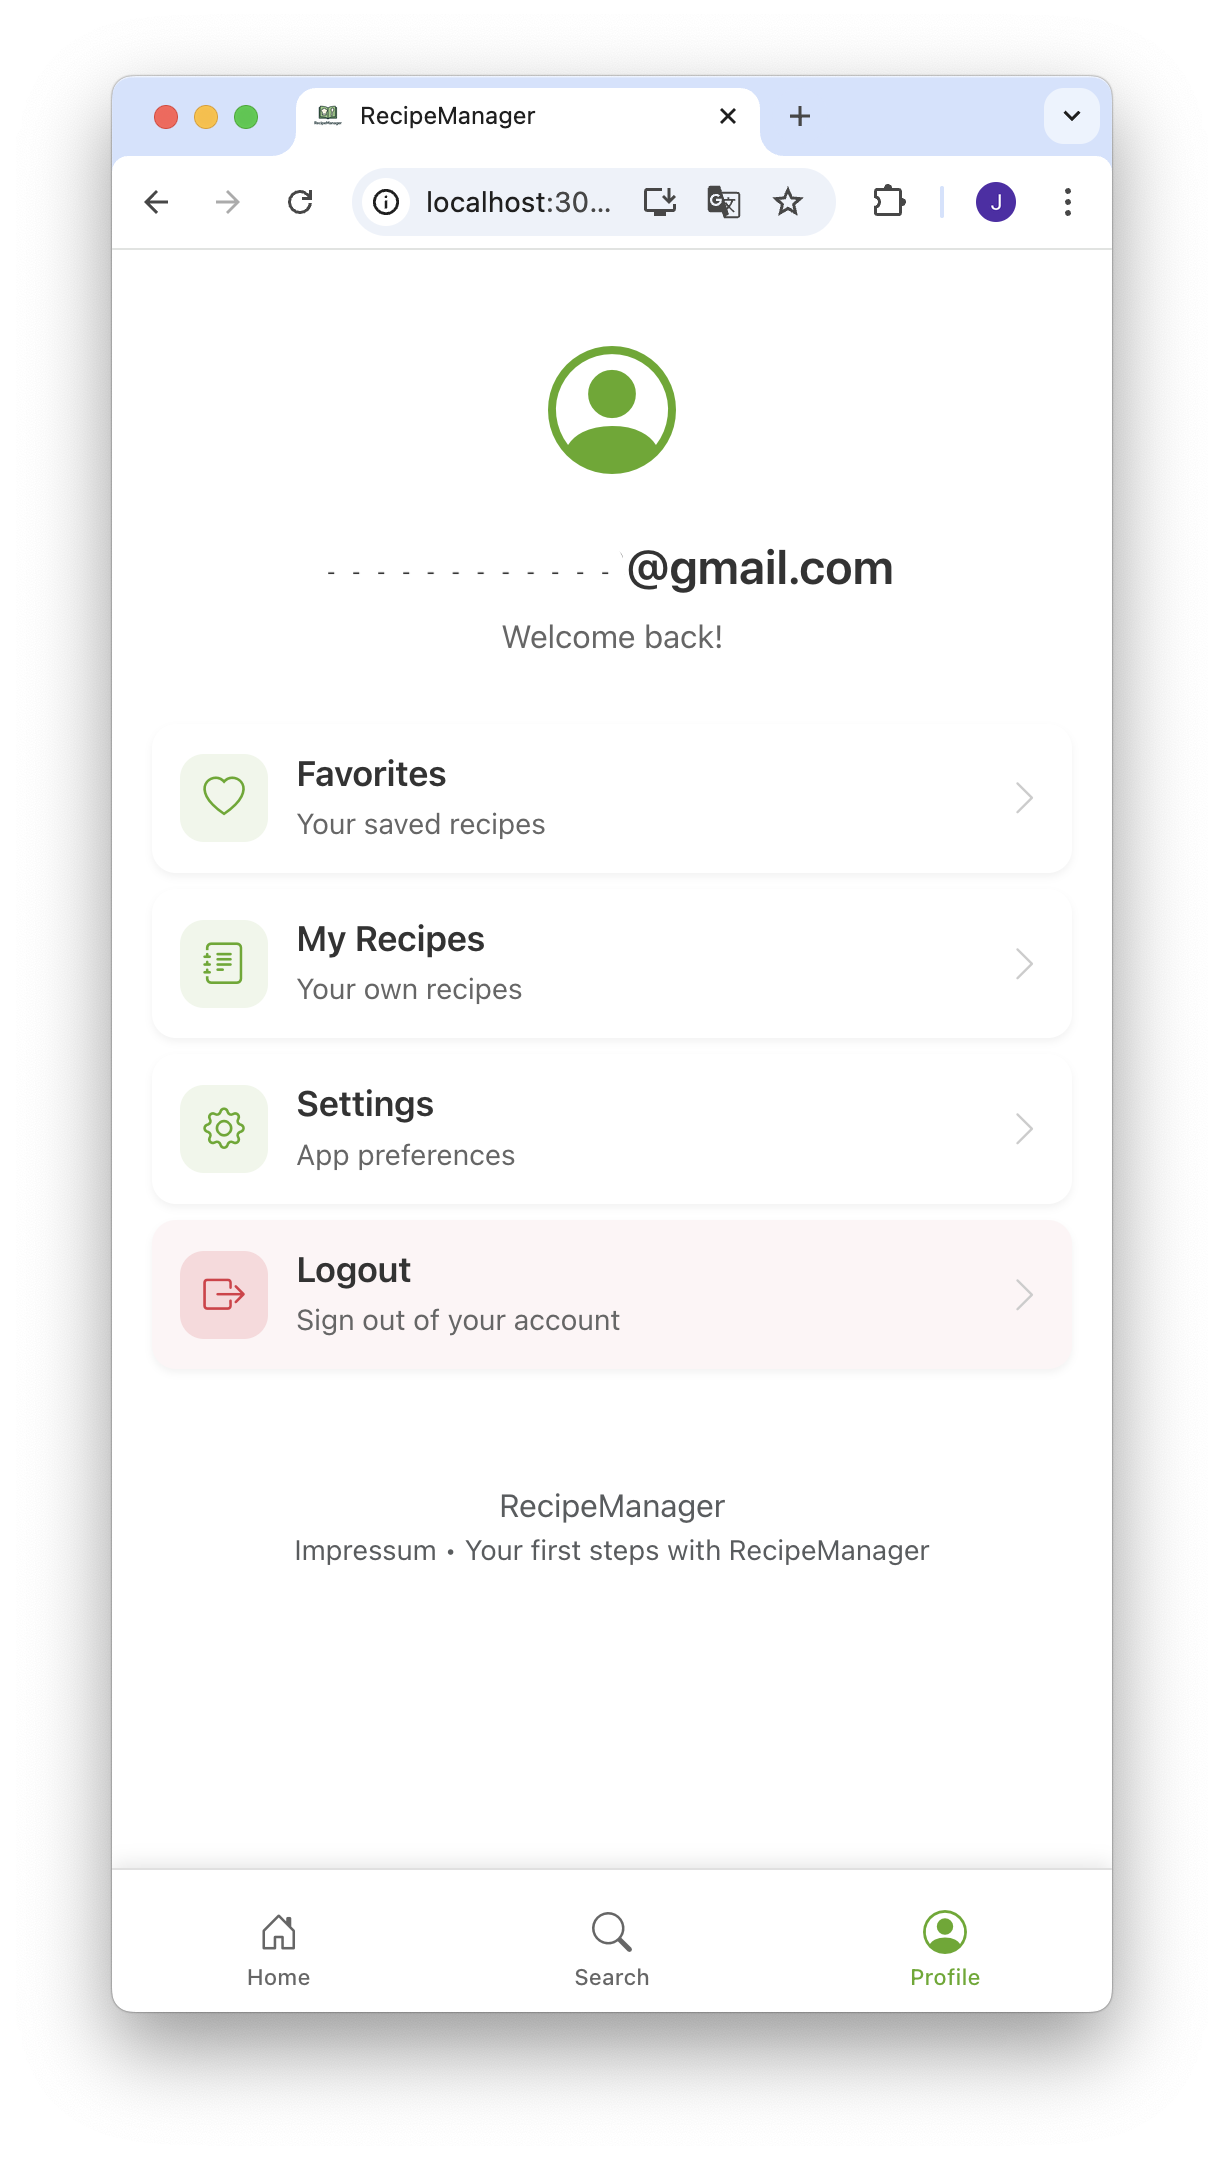 RecipeManager
localhost:30...
J
- - - - - - - - - - - - @gmail.com
Welcome back!
Favorites
Your saved recipes
My Recipes
Your own recipes
Settings
App preferences
Logout
Sign out of your account
RecipeManager
Impressum • Your first steps with RecipeManager
Home
Search
Profile